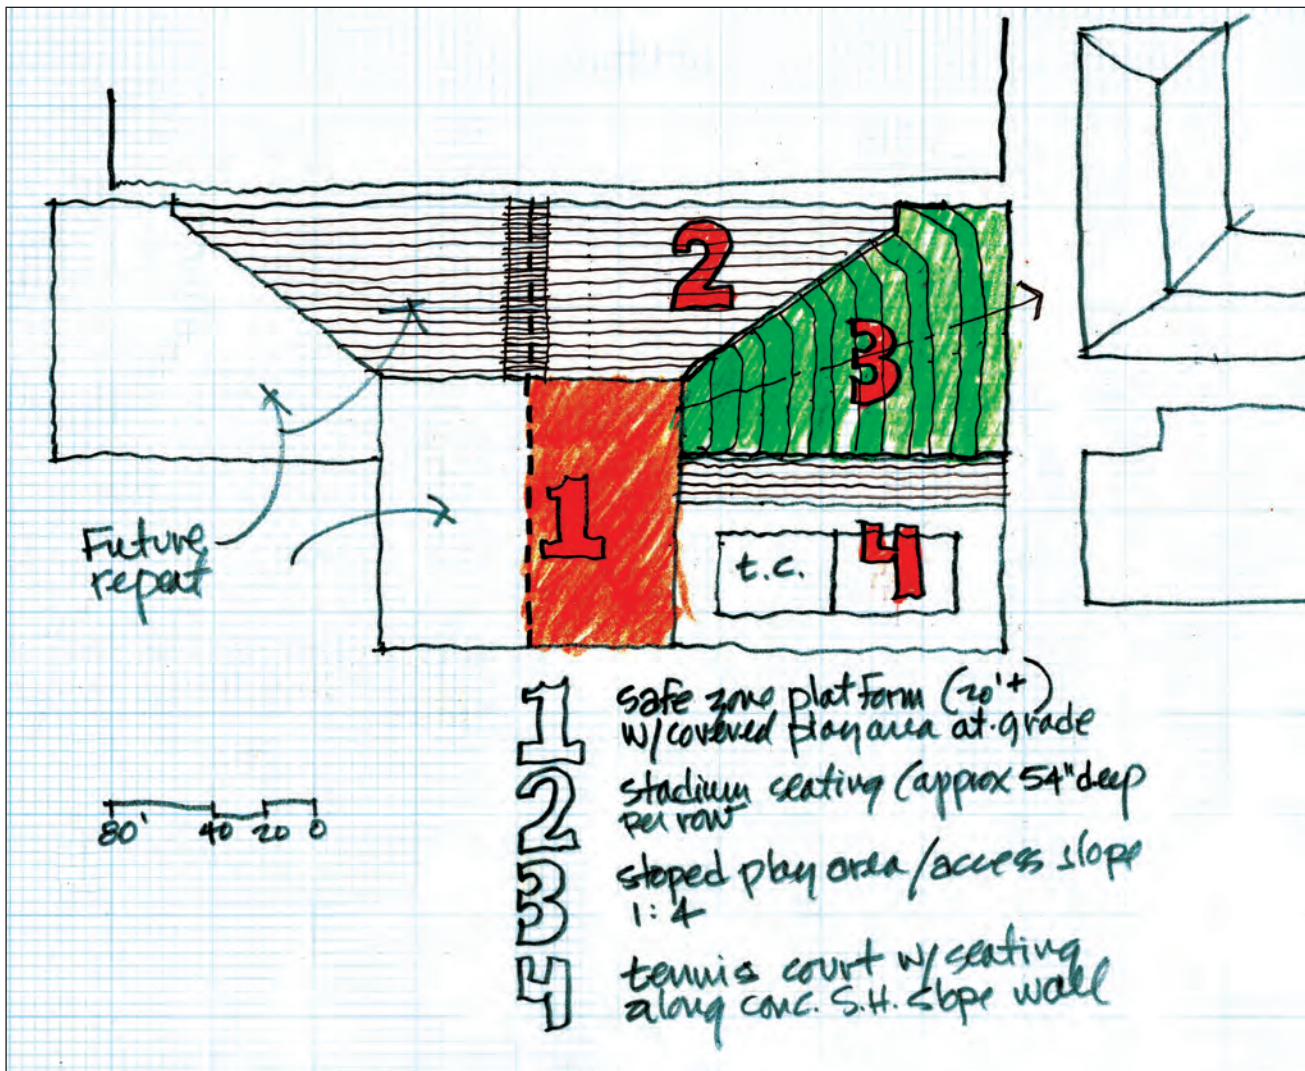 2
3
1
4
t.c.
Future
repeat
80' 40 20 0
1 safe zone platform (20'+)
w/covered play area at grade
2 stadium seating (approx 54" deep
per row
3 sloped play area/access slope
1:4
4 tennis court w/seating
along conc. S.H. slope wall